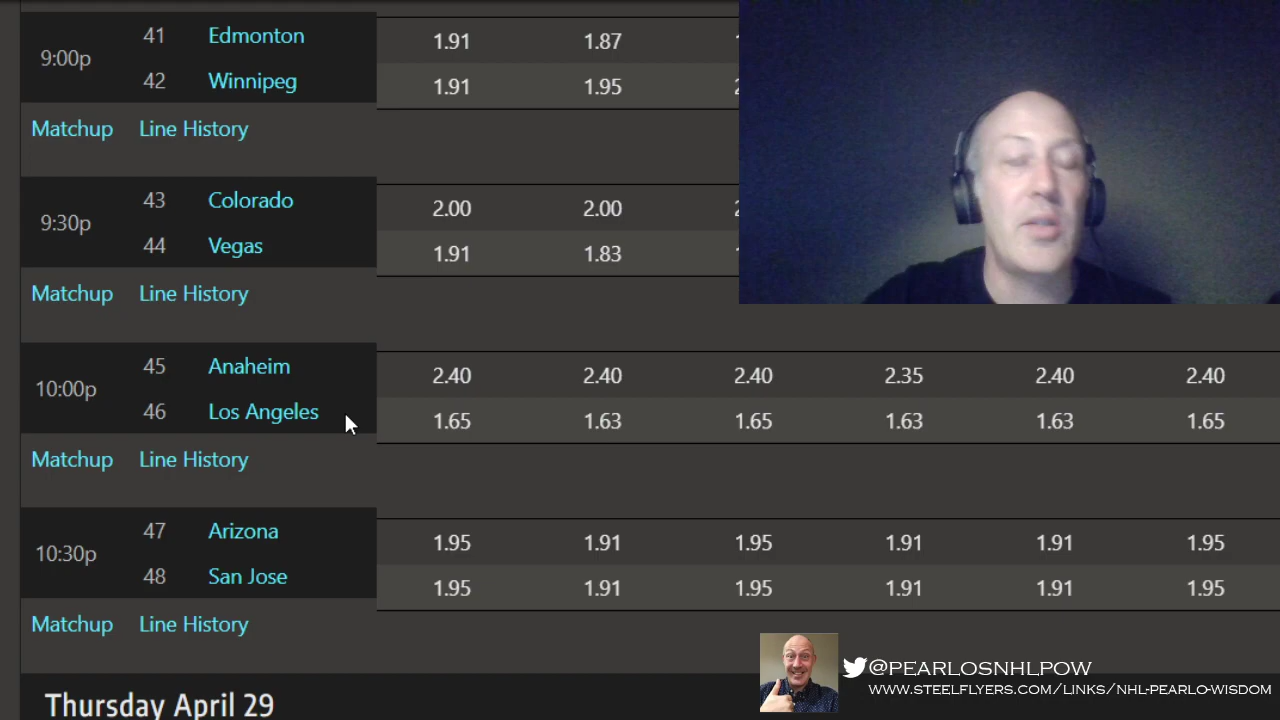 9:00p 41 Edmonton 1.91 1.87
42 Winnipeg 1.91 1.95
Matchup Line History
9:30p 43 Colorado 2.00 2.00
44 Vegas 1.91 1.83
Matchup Line History
10:00p 45 Anaheim 2.40 2.40 2.40 2.35 2.40 2.40
46 Los Angeles 1.65 1.63 1.65 1.63 1.63 1.65
Matchup Line History
10:30p 47 Arizona 1.95 1.91 1.95 1.91 1.91 1.95
48 San Jose 1.95 1.91 1.95 1.91 1.91 1.95
Matchup Line History
@PEARLOSNHLPOW
WWW.STEELFLYERS.COM/LINKS/NHL-PEARLO-WISDOM
Thursday April 29